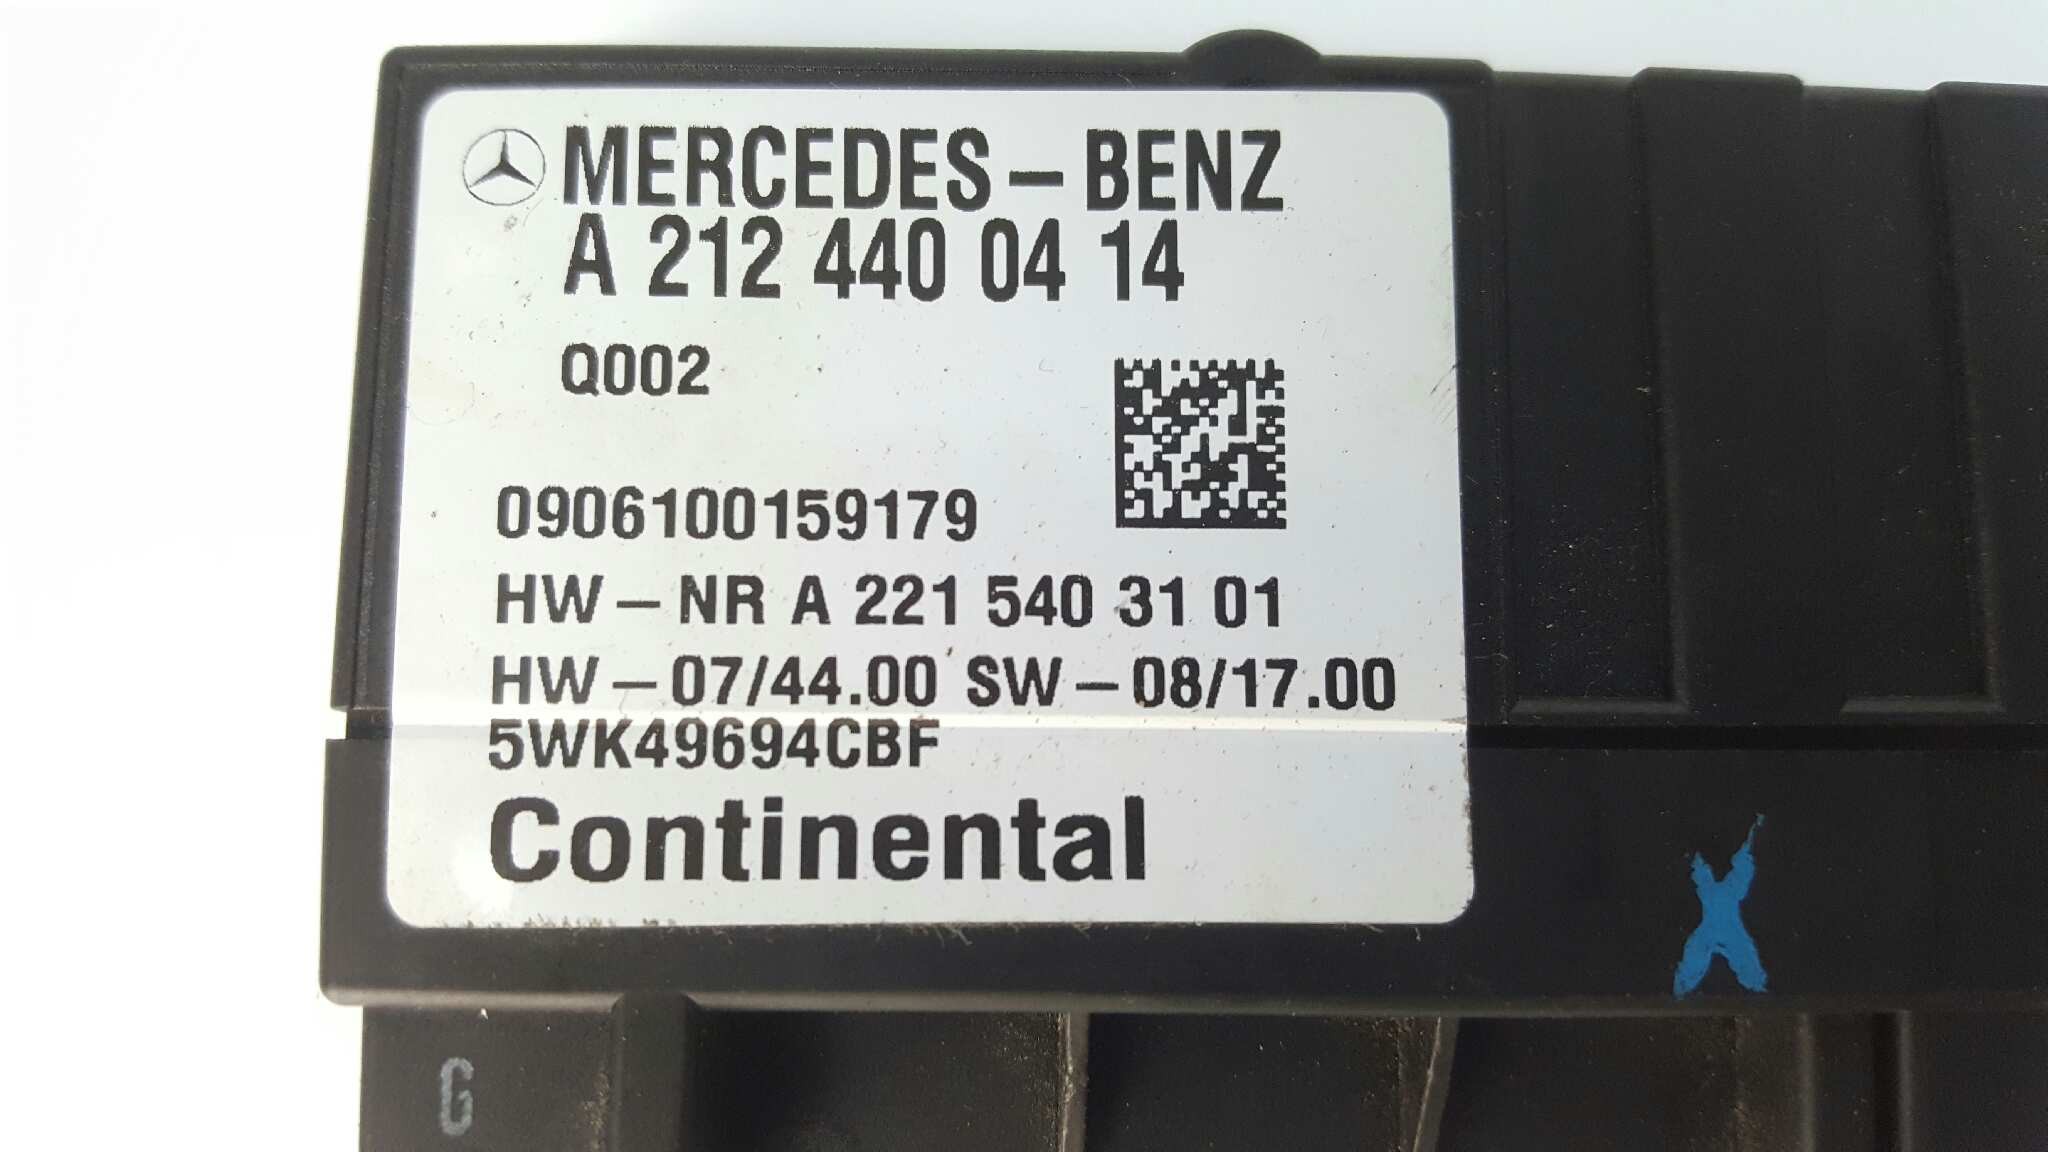 MERCEDES-BENZ
A 212 440 04 14
Q002
0906100159179
HW-NR A 221 540 31 01
HW-07/44.00 SW-08/17.00
5WK49694CBF
Continental
X
G